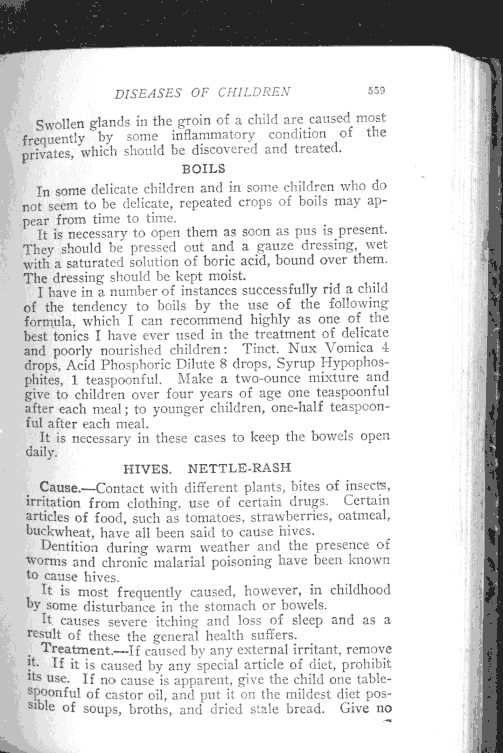 DISEASES OF CHILDREN 559
Swollen glands in the groin of a child are caused most
frequently by some inflammatory condition of the
privates, which should be discovered and treated.
BOILS
In some delicate children and in some children who do
not seem to be delicate, repeated crops of boils may ap-
pear from time to time.
It is necessary to open them as soon as pus is present.
They should be pressed out and a gauze dressing, wet
with a saturated solution of boric acid, bound over them.
The dressing should be kept moist.
I have in a number of instances successfully rid a child
of the tendency to boils by the use of the following
formula, which I can recommend highly as one of the
best tonics I have ever used in the treatment of delicate
and poorly nourished children: Tinct. Nux Vomica 4
drops, Acid Phosphoric Dilute 8 drops, Syrup Hypophos-
phites, 1 teaspoonful. Make a two-ounce mixture and
give to children over four years of age one teaspoonful
after each meal; to younger children, one-half teaspoon-
ful after each meal.
It is necessary in these cases to keep the bowels open
daily.
HIVES. NETTLE-RASH
Cause.—Contact with different plants, bites of insects,
irritation from clothing, use of certain drugs. Certain
articles of food, such as tomatoes, strawberries, oatmeal,
buckwheat, have all been said to cause hives.
Dentition during warm weather and the presence of
worms and chronic malarial poisoning have been known
to cause hives.
It is most frequently caused, however, in childhood
by some disturbance in the stomach or bowels.
It causes severe itching and loss of sleep and as a
result of these the general health suffers.
Treatment.—If caused by any external irritant, remove
it. If it is caused by any special article of diet, prohibit
its use. If no cause is apparent, give the child one table-
spoonful of castor oil, and put it on the mildest diet pos-
sible of soups, broths, and dried stale bread. Give no